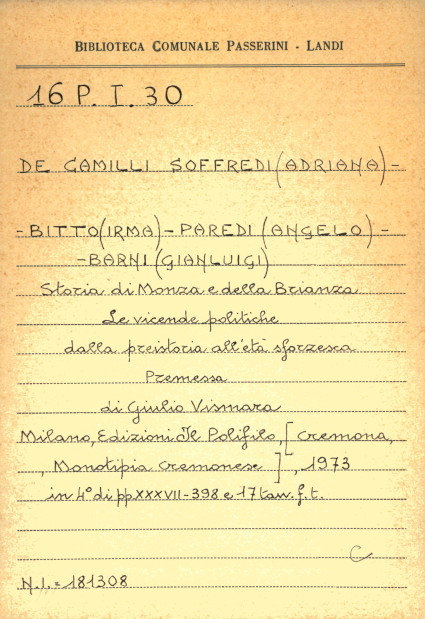 BIBLIOTECA COMUNALE PASSERINI - LANDI
16 P. I. 30
DE CAMILLI SOFFREDI (ADRIANA) -
- BITTO (IRMA) - PAREDI (ANGELO) -
- BARNI (GIANLUIGI)
Storia di Monza e della Brianza
Le vicende politiche
dalla preistoria all'età sforzesca
Premessa
di Giulio Vismara
Milano, Edizioni Il Polifilo, [Cremona,
, Monotipia Cremonese], 1973
in 4° di pp. XXXVII-398 e 17 tav. f. t.
C
N.I. = 181308